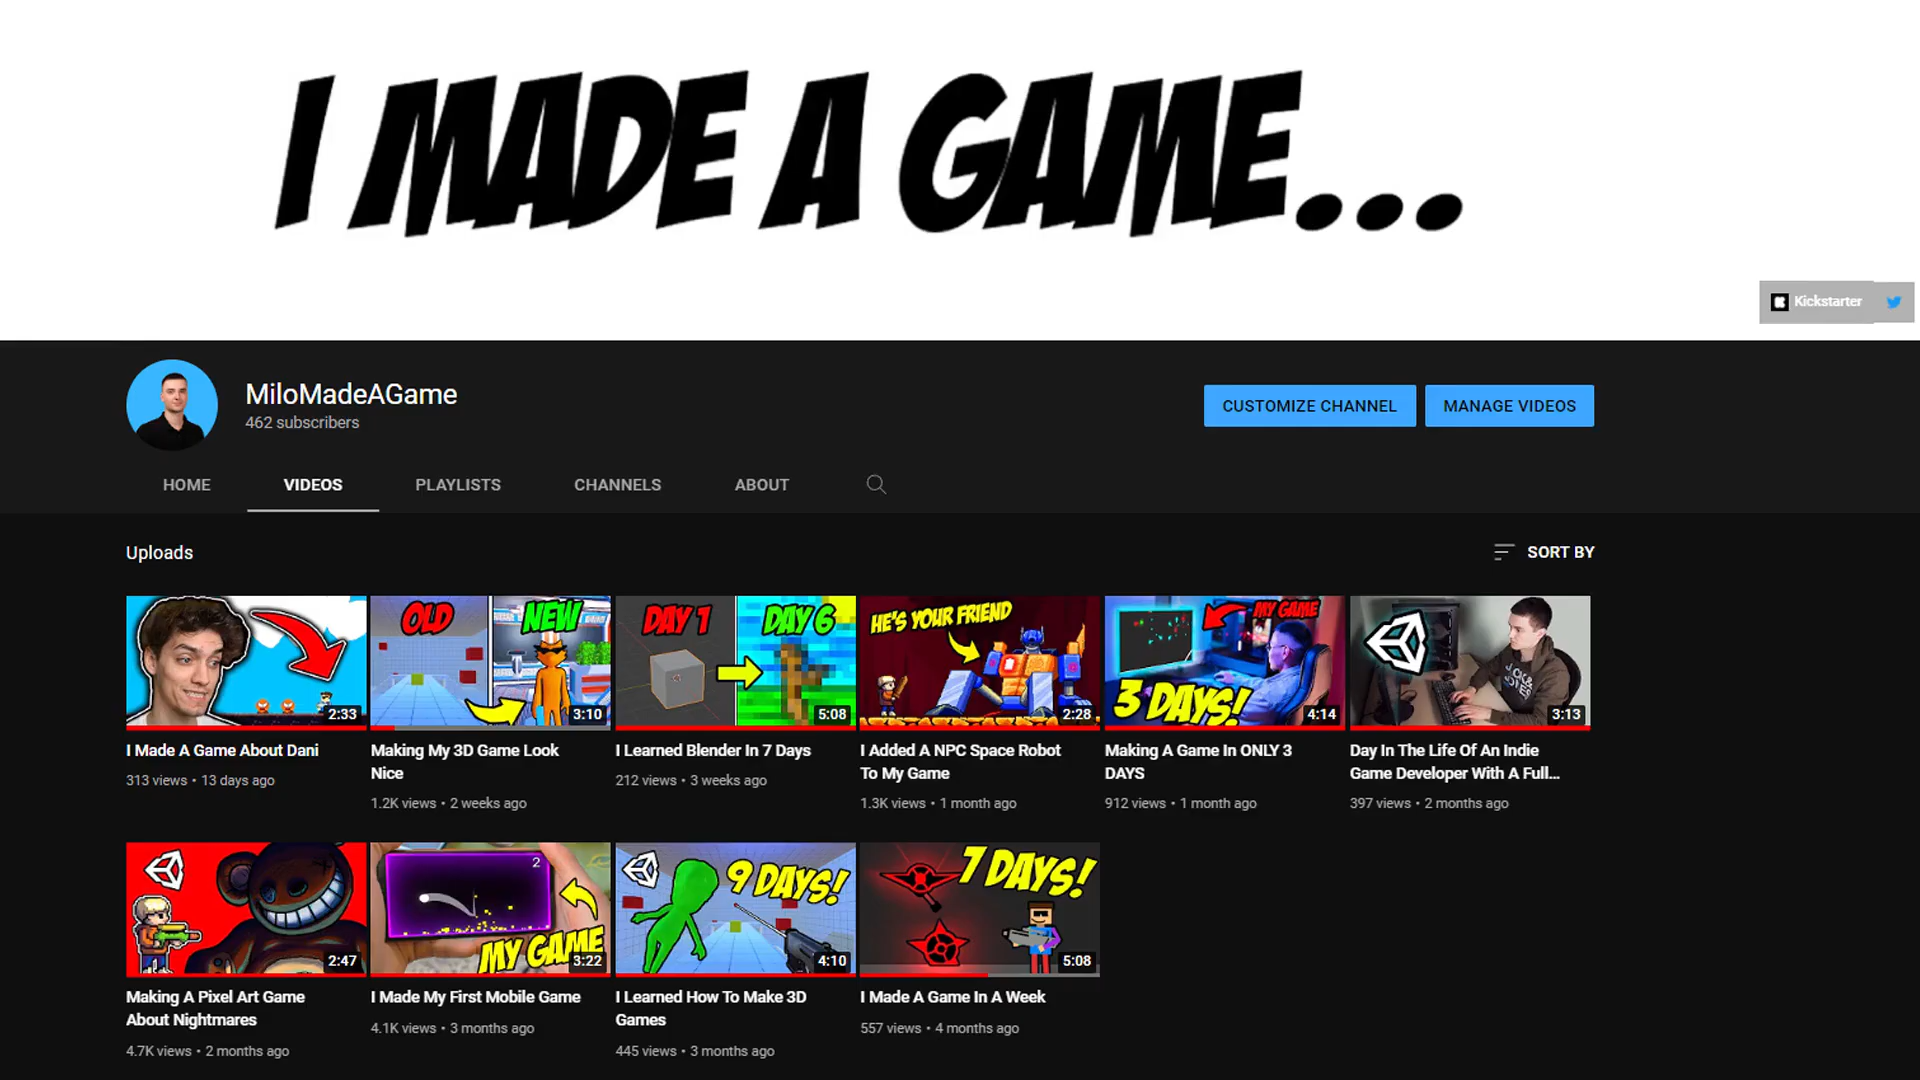 I MADE A GAME...
Kickstarter
MiloMadeAGame
462 subscribers
CUSTOMIZE CHANNEL
MANAGE VIDEOS
HOME
VIDEOS
PLAYLISTS
CHANNELS
ABOUT
Uploads
SORT BY
2:33
I Made A Game About Dani
313 views • 13 days ago
OLD
NEW
3:10
Making My 3D Game Look
Nice
1.2K views • 2 weeks ago
DAY 1
DAY 6
5:08
I Learned Blender In 7 Days
212 views • 3 weeks ago
HE'S YOUR FRIEND
2:28
I Added A NPC Space Robot
To My Game
1.3K views • 1 month ago
MY GAME
3 DAYS!
4:14
Making A Game In ONLY 3
DAYS
912 views • 1 month ago
3:13
Day In The Life Of An Indie
Game Developer With A Full...
397 views • 2 months ago
2:47
Making A Pixel Art Game
About Nightmares
4.7K views • 2 months ago
2
MY GAME
3:22
I Made My First Mobile Game
4.1K views • 3 months ago
9 DAYS!
4:10
I Learned How To Make 3D
Games
445 views • 3 months ago
7 DAYS!
5:08
I Made A Game In A Week
557 views • 4 months ago